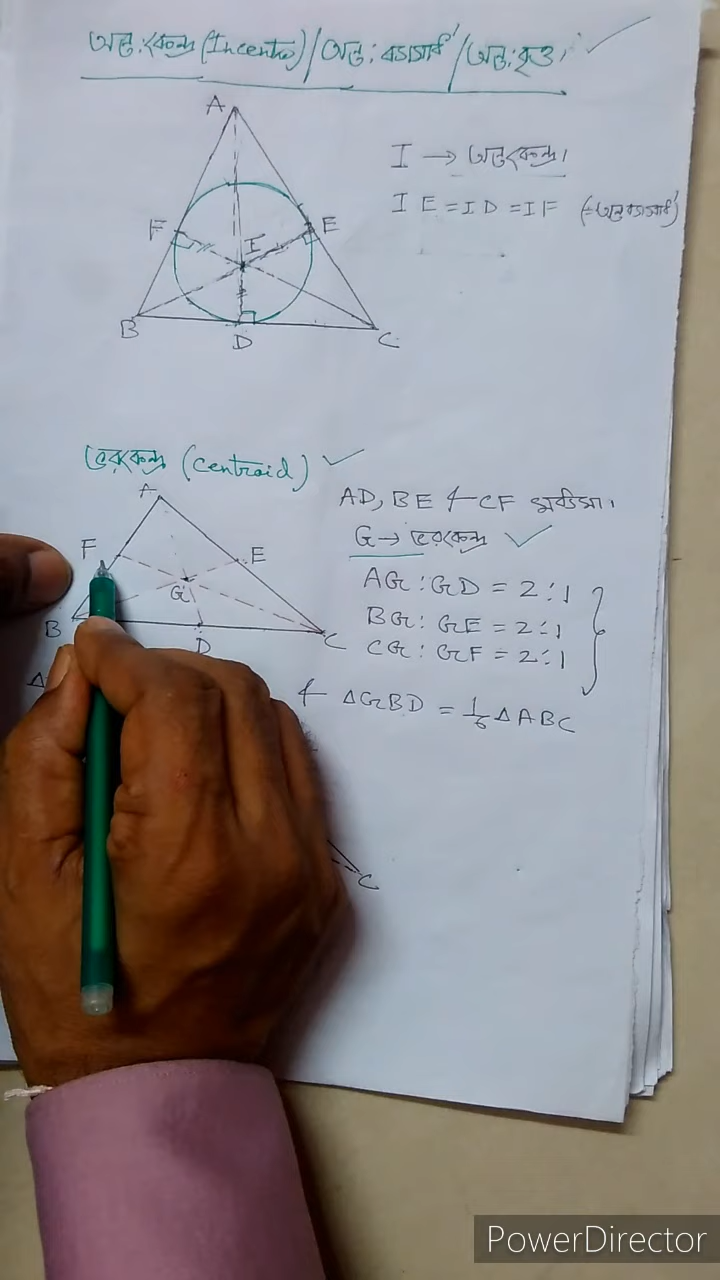 অন্তঃকেন্দ্র (Incentre) / অন্তঃব্যাসার্ধ / অন্তঃবৃত্ত।
A
F
E
I
B
D
C
I → অন্তঃকেন্দ্র।
IE = ID = IF (= অন্তঃব্যাসার্ধ)
ভরকেন্দ্র (Centroid)
A
F
E
G
B
D
C
AD, BE & CF মধ্যমা।
G → ভরকেন্দ্র
AG : GD = 2:1
BG : GE = 2:1
CG : GF = 2:1
& ΔGBD = 1/6 ΔABC
C
PowerDirector